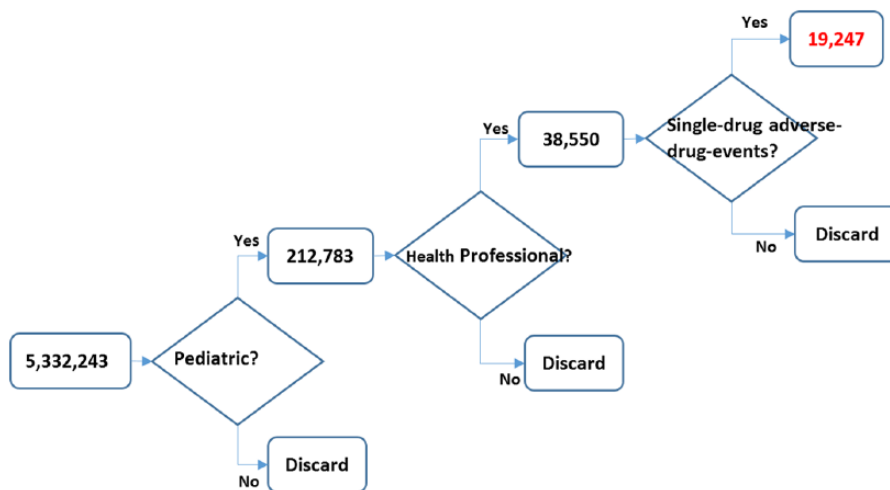 Yes
19,247
Single-drug adverse-
drug-events?
Yes
38,550
No
Discard
Yes
212,783
Health Professional?
No
Discard
5,332,243
Pediatric?
No
Discard